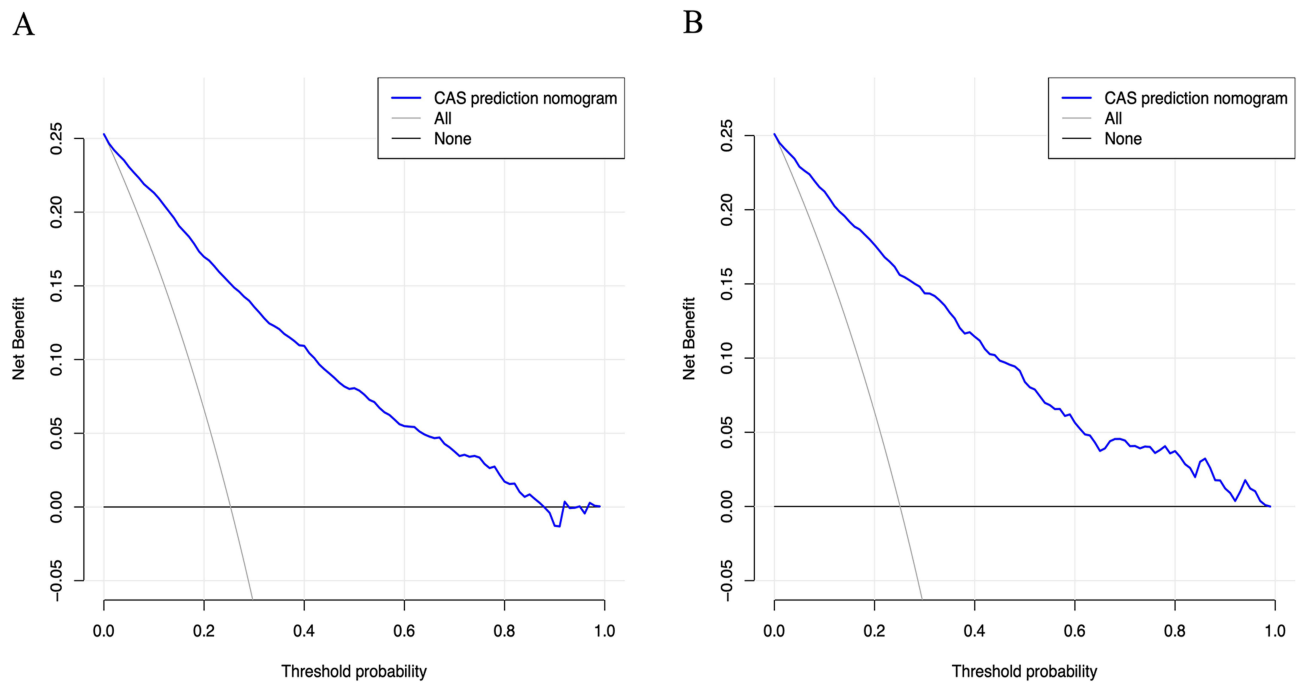 A
CAS prediction nomogram
All
None
Net Benefit
0.25
0.20
0.15
0.10
0.05
0.00
−0.05
0.0 0.2 0.4 0.6 0.8 1.0
Threshold probability
B
CAS prediction nomogram
All
None
Net Benefit
0.25
0.20
0.15
0.10
0.05
0.00
−0.05
0.0 0.2 0.4 0.6 0.8 1.0
Threshold probability